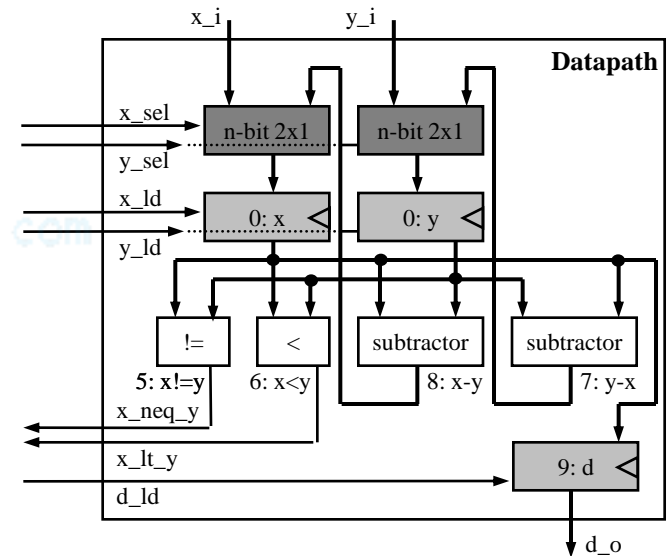 x_i y_i
Datapath
x_sel
n-bit 2x1 n-bit 2x1
y_sel
x_ld
0: x 0: y
com
y_ld
!= < subtractor subtractor
5: x!=y 6: x<y 8: x-y 7: y-x
x_neq_y
x_lt_y
9: d
d_ld
d_o